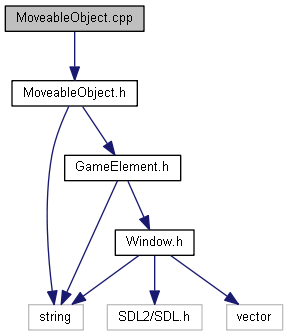 MoveableObject.cpp
MoveableObject.h
GameElement.h
Window.h
string
SDL2/SDL.h
vector